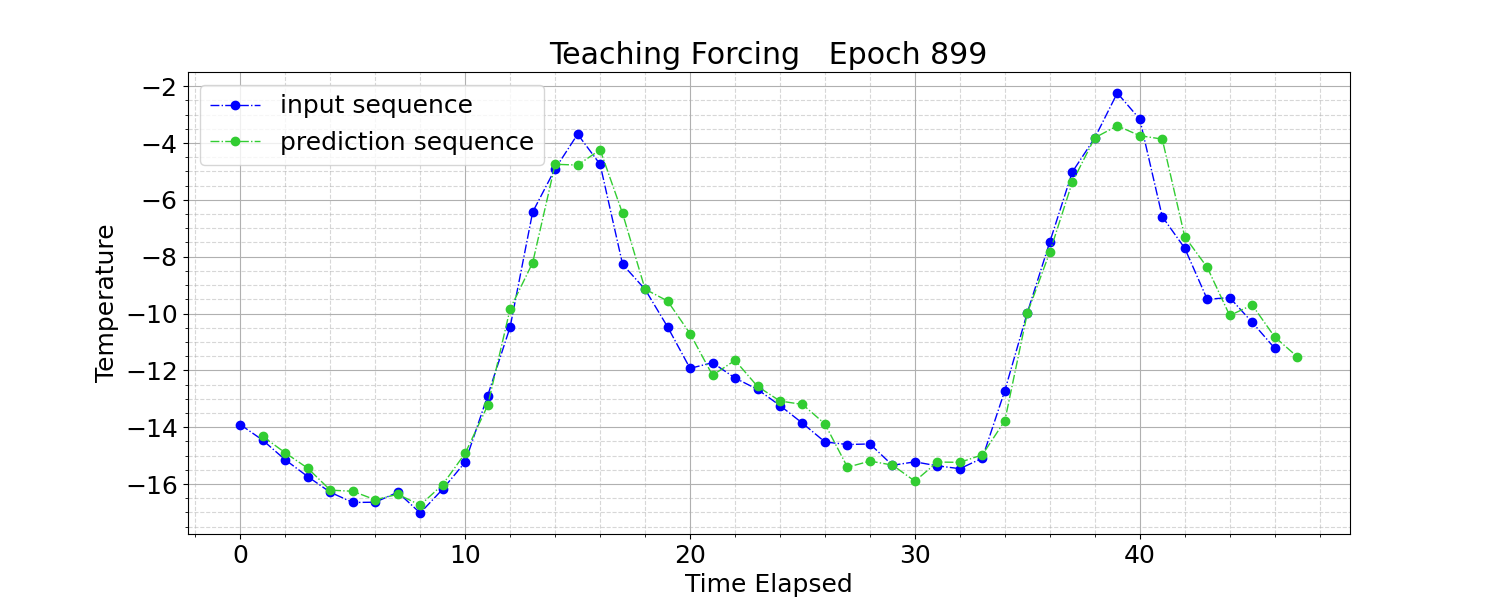 Teaching Forcing   Epoch 899
input sequence
prediction sequence
−2
−4
−6
−8
−10
−12
−14
−16
Temperature
0
10
20
30
40
Time Elapsed